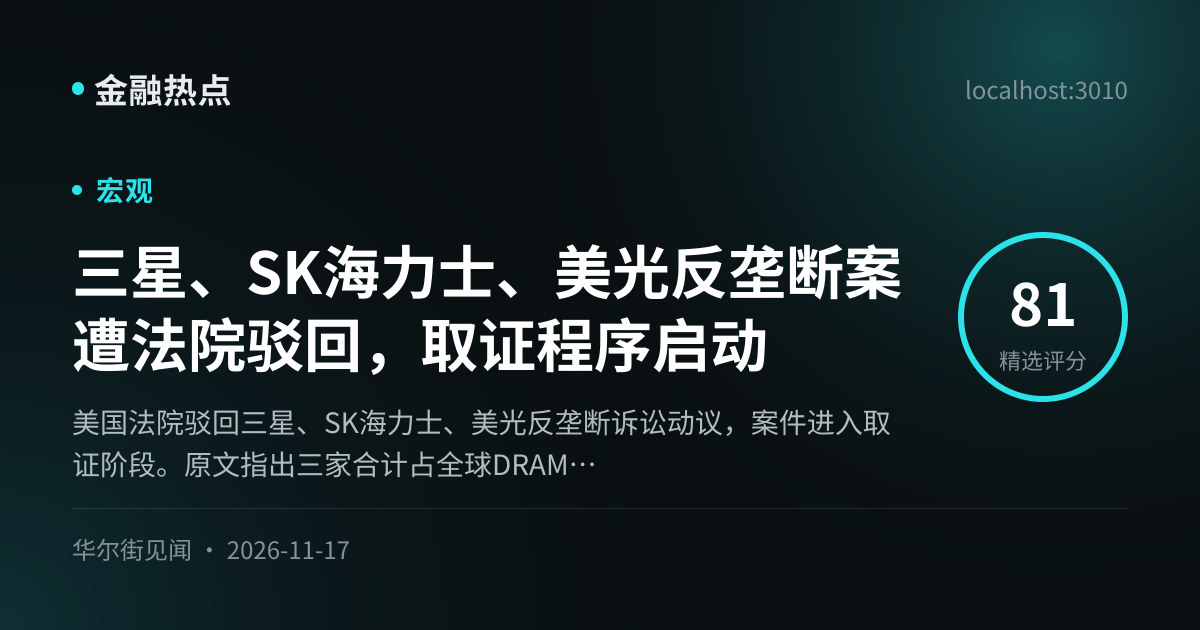 金融热点
localhost:3010
宏观
三星、SK海力士、美光反垄断案
遭法院驳回，取证程序启动
81
精选评分
美国法院驳回三星、SK海力士、美光反垄断诉讼动议，案件进入取
证阶段。原文指出三家合计占全球DRAM…
华尔街见闻 · 2026-11-17